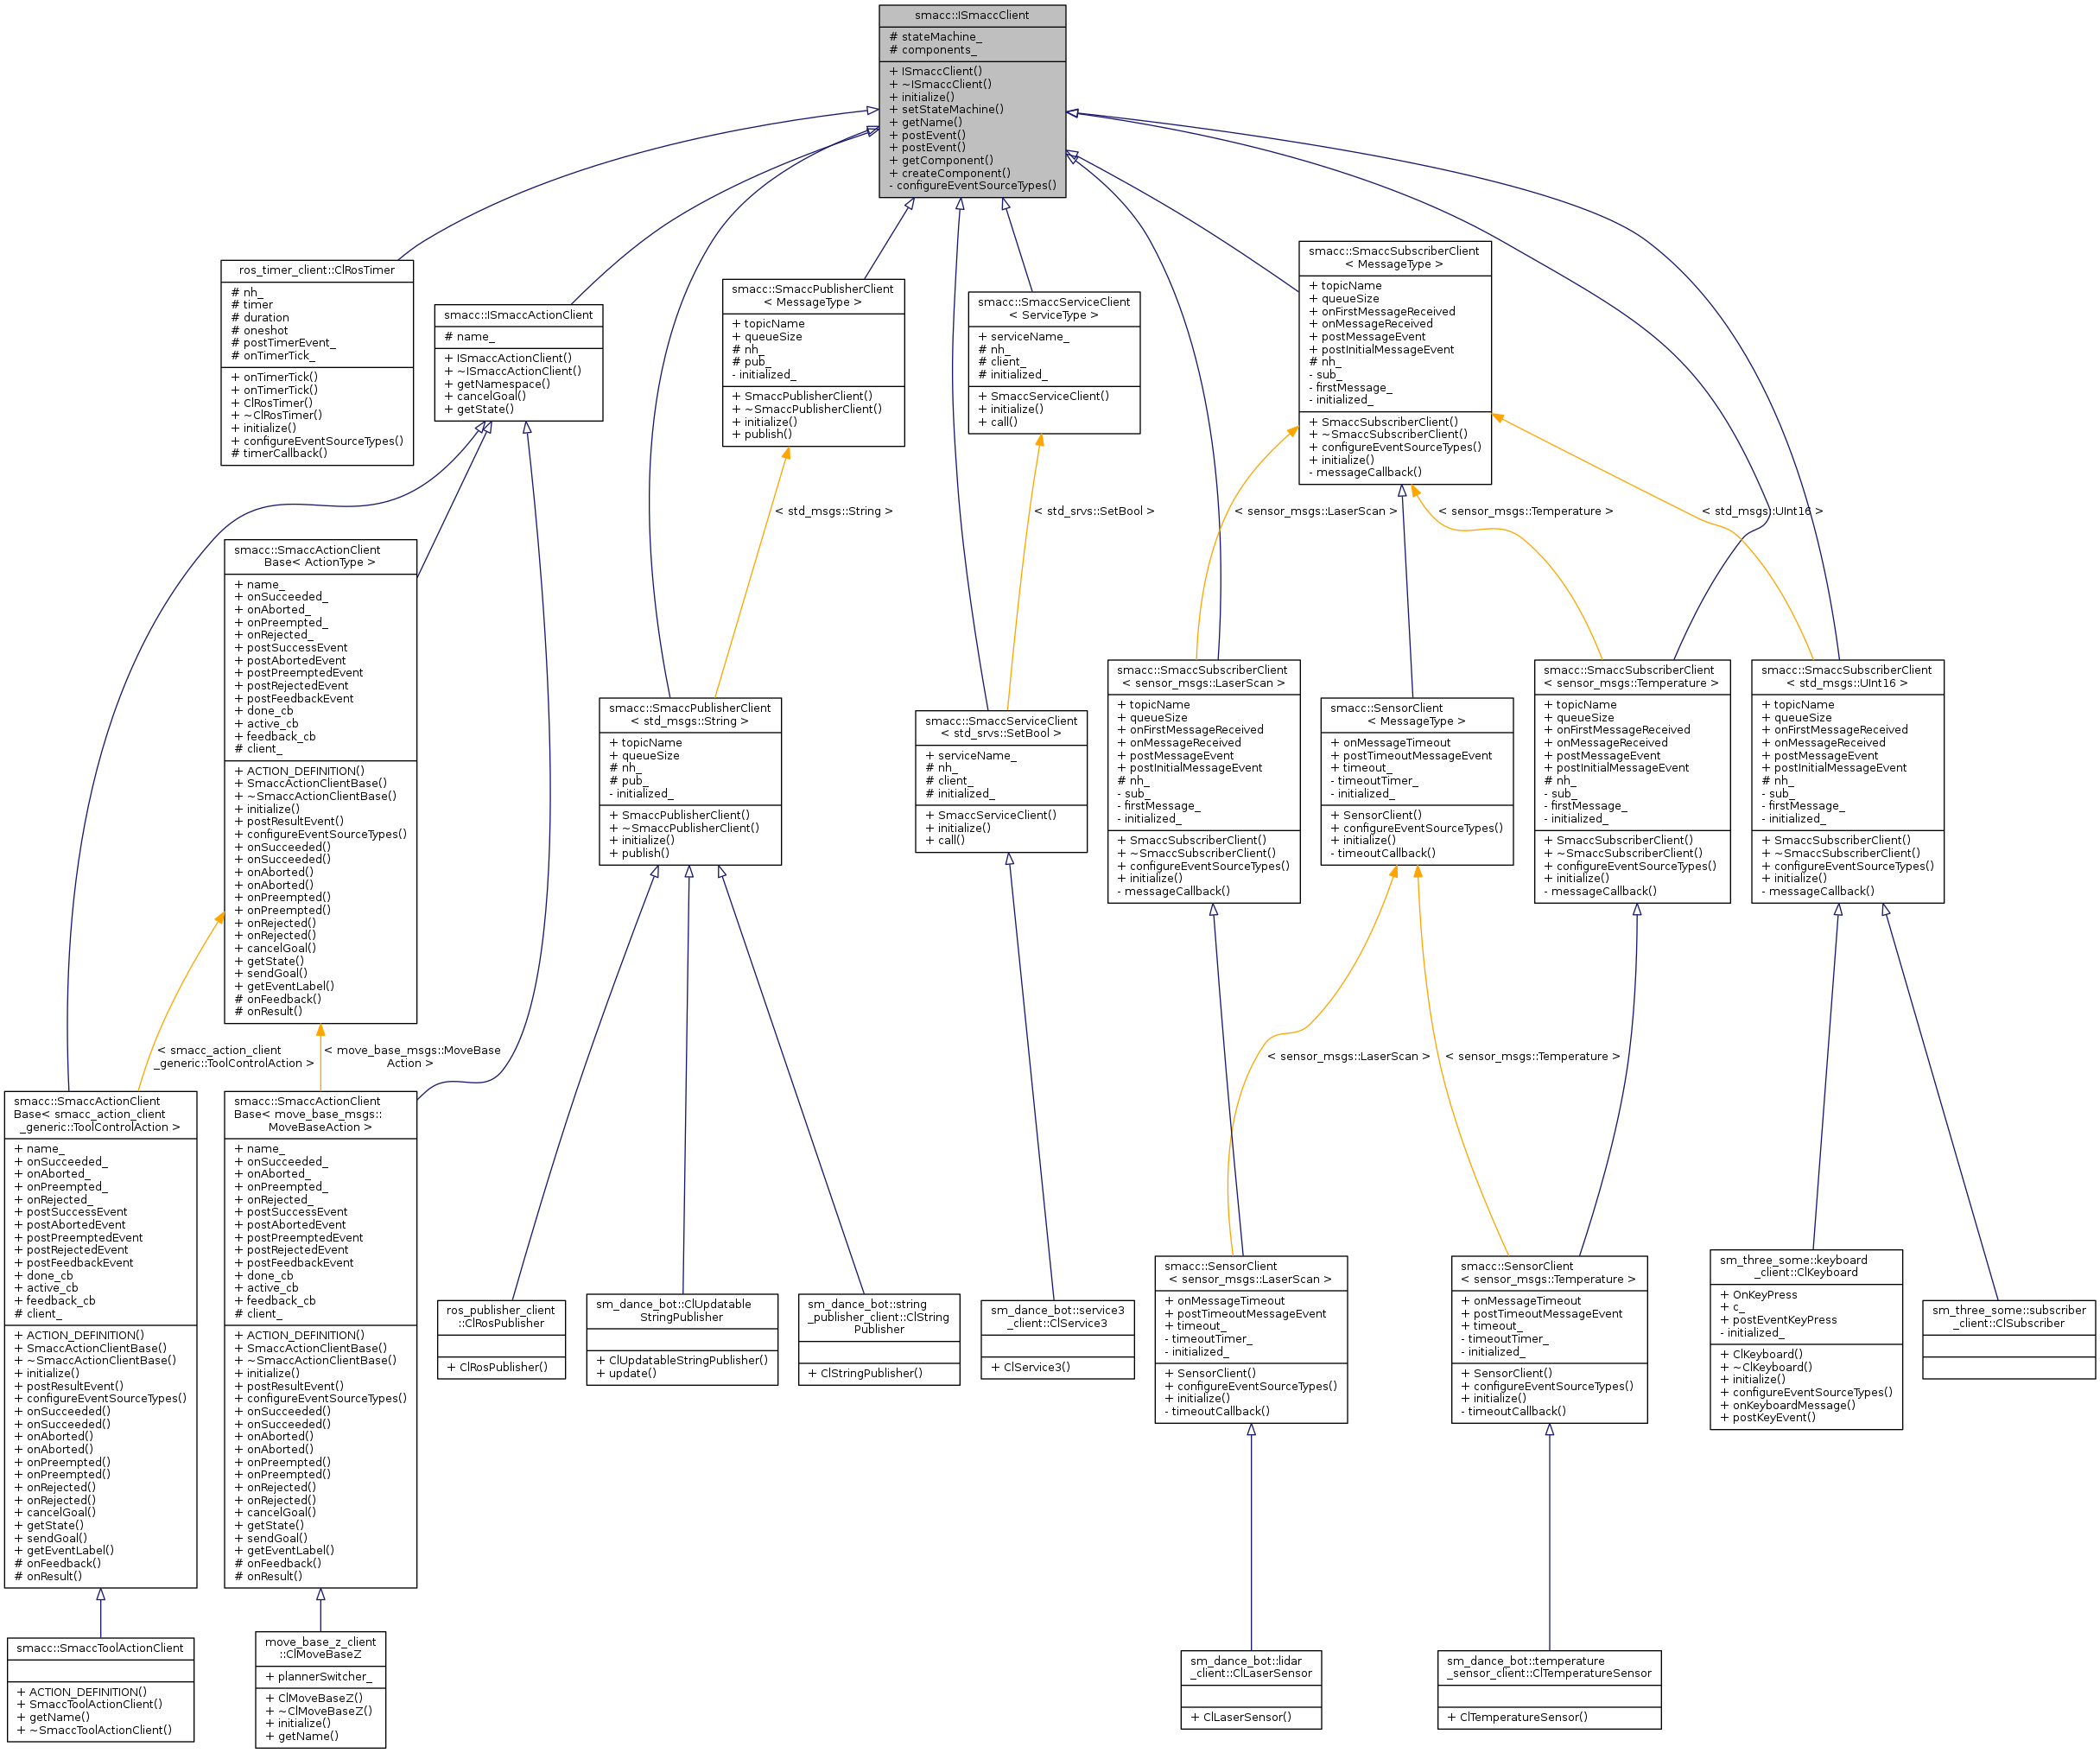 smacc::ISmaccClient
# stateMachine_
# components_
+ ISmaccClient()
+ ~ISmaccClient()
+ initialize()
+ setStateMachine()
+ getName()
+ postEvent()
+ postEvent()
+ getComponent()
+ createComponent()
- configureEventSourceTypes()
ros_timer_client::ClRosTimer
# nh_
# timer
# duration
# oneshot
# postTimerEvent_
# onTimerTick_
+ onTimerTick()
+ onTimerTick()
+ ClRosTimer()
+ ~ClRosTimer()
+ initialize()
+ configureEventSourceTypes()
# timerCallback()
smacc::ISmaccActionClient
# name_
+ ISmaccActionClient()
+ ~ISmaccActionClient()
+ getNamespace()
+ cancelGoal()
+ getState()
smacc::SmaccPublisherClient
< MessageType >
+ topicName
+ queueSize
# nh_
# pub_
- initialized_
+ SmaccPublisherClient()
+ ~SmaccPublisherClient()
+ initialize()
+ publish()
smacc::SmaccServiceClient
< ServiceType >
+ serviceName_
# nh_
# client_
# initialized_
+ SmaccServiceClient()
+ initialize()
+ call()
smacc::SmaccSubscriberClient
< MessageType >
+ topicName
+ queueSize
+ onFirstMessageReceived
+ onMessageReceived
+ postMessageEvent
+ postInitialMessageEvent
# nh_
- sub_
- firstMessage_
- initialized_
+ SmaccSubscriberClient()
+ ~SmaccSubscriberClient()
+ configureEventSourceTypes()
+ initialize()
- messageCallback()
< std_msgs::String >
< std_srvs::SetBool >
< sensor_msgs::LaserScan >
< sensor_msgs::Temperature >
< std_msgs::UInt16 >
smacc::SmaccActionClient
Base< ActionType >
+ name_
+ onSucceeded_
+ onAborted_
+ onPreempted_
+ onRejected_
+ postSuccessEvent
+ postAbortedEvent
+ postPreemptedEvent
+ postRejectedEvent
+ postFeedbackEvent
+ done_cb
+ active_cb
+ feedback_cb
# client_
+ ACTION_DEFINITION()
+ SmaccActionClientBase()
+ ~SmaccActionClientBase()
+ initialize()
+ postResultEvent()
+ configureEventSourceTypes()
+ onSucceeded()
+ onSucceeded()
+ onAborted()
+ onAborted()
+ onPreempted()
+ onPreempted()
+ onRejected()
+ onRejected()
+ cancelGoal()
+ getState()
+ sendGoal()
+ getEventLabel()
# onFeedback()
# onResult()
smacc::SmaccPublisherClient
< std_msgs::String >
+ topicName
+ queueSize
# nh_
# pub_
- initialized_
+ SmaccPublisherClient()
+ ~SmaccPublisherClient()
+ initialize()
+ publish()
smacc::SmaccServiceClient
< std_srvs::SetBool >
+ serviceName_
# nh_
# client_
# initialized_
+ SmaccServiceClient()
+ initialize()
+ call()
smacc::SmaccSubscriberClient
< sensor_msgs::LaserScan >
+ topicName
+ queueSize
+ onFirstMessageReceived
+ onMessageReceived
+ postMessageEvent
+ postInitialMessageEvent
# nh_
- sub_
- firstMessage_
- initialized_
+ SmaccSubscriberClient()
+ ~SmaccSubscriberClient()
+ configureEventSourceTypes()
+ initialize()
- messageCallback()
smacc::SensorClient
< MessageType >
+ onMessageTimeout
+ postTimeoutMessageEvent
+ timeout_
- timeoutTimer_
- initialized_
+ SensorClient()
+ configureEventSourceTypes()
+ initialize()
- timeoutCallback()
smacc::SmaccSubscriberClient
< sensor_msgs::Temperature >
+ topicName
+ queueSize
+ onFirstMessageReceived
+ onMessageReceived
+ postMessageEvent
+ postInitialMessageEvent
# nh_
- sub_
- firstMessage_
- initialized_
+ SmaccSubscriberClient()
+ ~SmaccSubscriberClient()
+ configureEventSourceTypes()
+ initialize()
- messageCallback()
smacc::SmaccSubscriberClient
< std_msgs::UInt16 >
+ topicName
+ queueSize
+ onFirstMessageReceived
+ onMessageReceived
+ postMessageEvent
+ postInitialMessageEvent
# nh_
- sub_
- firstMessage_
- initialized_
+ SmaccSubscriberClient()
+ ~SmaccSubscriberClient()
+ configureEventSourceTypes()
+ initialize()
- messageCallback()
< smacc_action_client
_generic::ToolControlAction >
< move_base_msgs::MoveBase
Action >
< sensor_msgs::LaserScan >
< sensor_msgs::Temperature >
smacc::SmaccActionClient
Base< smacc_action_client
_generic::ToolControlAction >
+ name_
+ onSucceeded_
+ onAborted_
+ onPreempted_
+ onRejected_
+ postSuccessEvent
+ postAbortedEvent
+ postPreemptedEvent
+ postRejectedEvent
+ postFeedbackEvent
+ done_cb
+ active_cb
+ feedback_cb
# client_
+ ACTION_DEFINITION()
+ SmaccActionClientBase()
+ ~SmaccActionClientBase()
+ initialize()
+ postResultEvent()
+ configureEventSourceTypes()
+ onSucceeded()
+ onSucceeded()
+ onAborted()
+ onAborted()
+ onPreempted()
+ onPreempted()
+ onRejected()
+ onRejected()
+ cancelGoal()
+ getState()
+ sendGoal()
+ getEventLabel()
# onFeedback()
# onResult()
smacc::SmaccActionClient
Base< move_base_msgs::
MoveBaseAction >
+ name_
+ onSucceeded_
+ onAborted_
+ onPreempted_
+ onRejected_
+ postSuccessEvent
+ postAbortedEvent
+ postPreemptedEvent
+ postRejectedEvent
+ postFeedbackEvent
+ done_cb
+ active_cb
+ feedback_cb
# client_
+ ACTION_DEFINITION()
+ SmaccActionClientBase()
+ ~SmaccActionClientBase()
+ initialize()
+ postResultEvent()
+ configureEventSourceTypes()
+ onSucceeded()
+ onSucceeded()
+ onAborted()
+ onAborted()
+ onPreempted()
+ onPreempted()
+ onRejected()
+ onRejected()
+ cancelGoal()
+ getState()
+ sendGoal()
+ getEventLabel()
# onFeedback()
# onResult()
ros_publisher_client
::ClRosPublisher
+ ClRosPublisher()
sm_dance_bot::ClUpdatable
StringPublisher
+ ClUpdatableStringPublisher()
+ update()
sm_dance_bot::string
_publisher_client::ClString
Publisher
+ ClStringPublisher()
sm_dance_bot::service3
_client::ClService3
+ ClService3()
smacc::SensorClient
< sensor_msgs::LaserScan >
+ onMessageTimeout
+ postTimeoutMessageEvent
+ timeout_
- timeoutTimer_
- initialized_
+ SensorClient()
+ configureEventSourceTypes()
+ initialize()
- timeoutCallback()
smacc::SensorClient
< sensor_msgs::Temperature >
+ onMessageTimeout
+ postTimeoutMessageEvent
+ timeout_
- timeoutTimer_
- initialized_
+ SensorClient()
+ configureEventSourceTypes()
+ initialize()
- timeoutCallback()
sm_three_some::keyboard
_client::ClKeyboard
+ OnKeyPress
+ c_
+ postEventKeyPress
- initialized_
+ ClKeyboard()
+ ~ClKeyboard()
+ initialize()
+ configureEventSourceTypes()
+ onKeyboardMessage()
+ postKeyEvent()
sm_three_some::subscriber
_client::ClSubscriber
smacc::SmaccToolActionClient
+ ACTION_DEFINITION()
+ SmaccToolActionClient()
+ getName()
+ ~SmaccToolActionClient()
move_base_z_client
::ClMoveBaseZ
+ plannerSwitcher_
+ ClMoveBaseZ()
+ ~ClMoveBaseZ()
+ initialize()
+ getName()
sm_dance_bot::lidar
_client::ClLaserSensor
+ ClLaserSensor()
sm_dance_bot::temperature
_sensor_client::ClTemperatureSensor
+ ClTemperatureSensor()